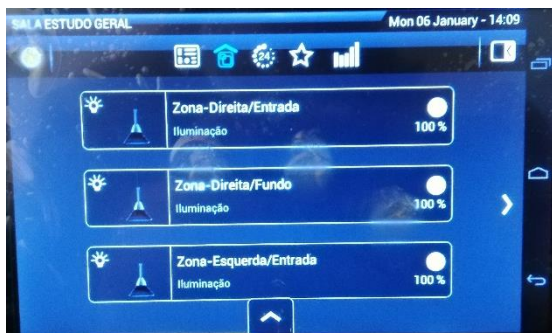 SALA ESTUDO GERAL
Mon 06 January - 14:09
24
Zona-Direita/Entrada
Iluminação
100 %
Zona-Direita/Fundo
Iluminação
100 %
Zona-Esquerda/Entrada
Iluminação
100 %